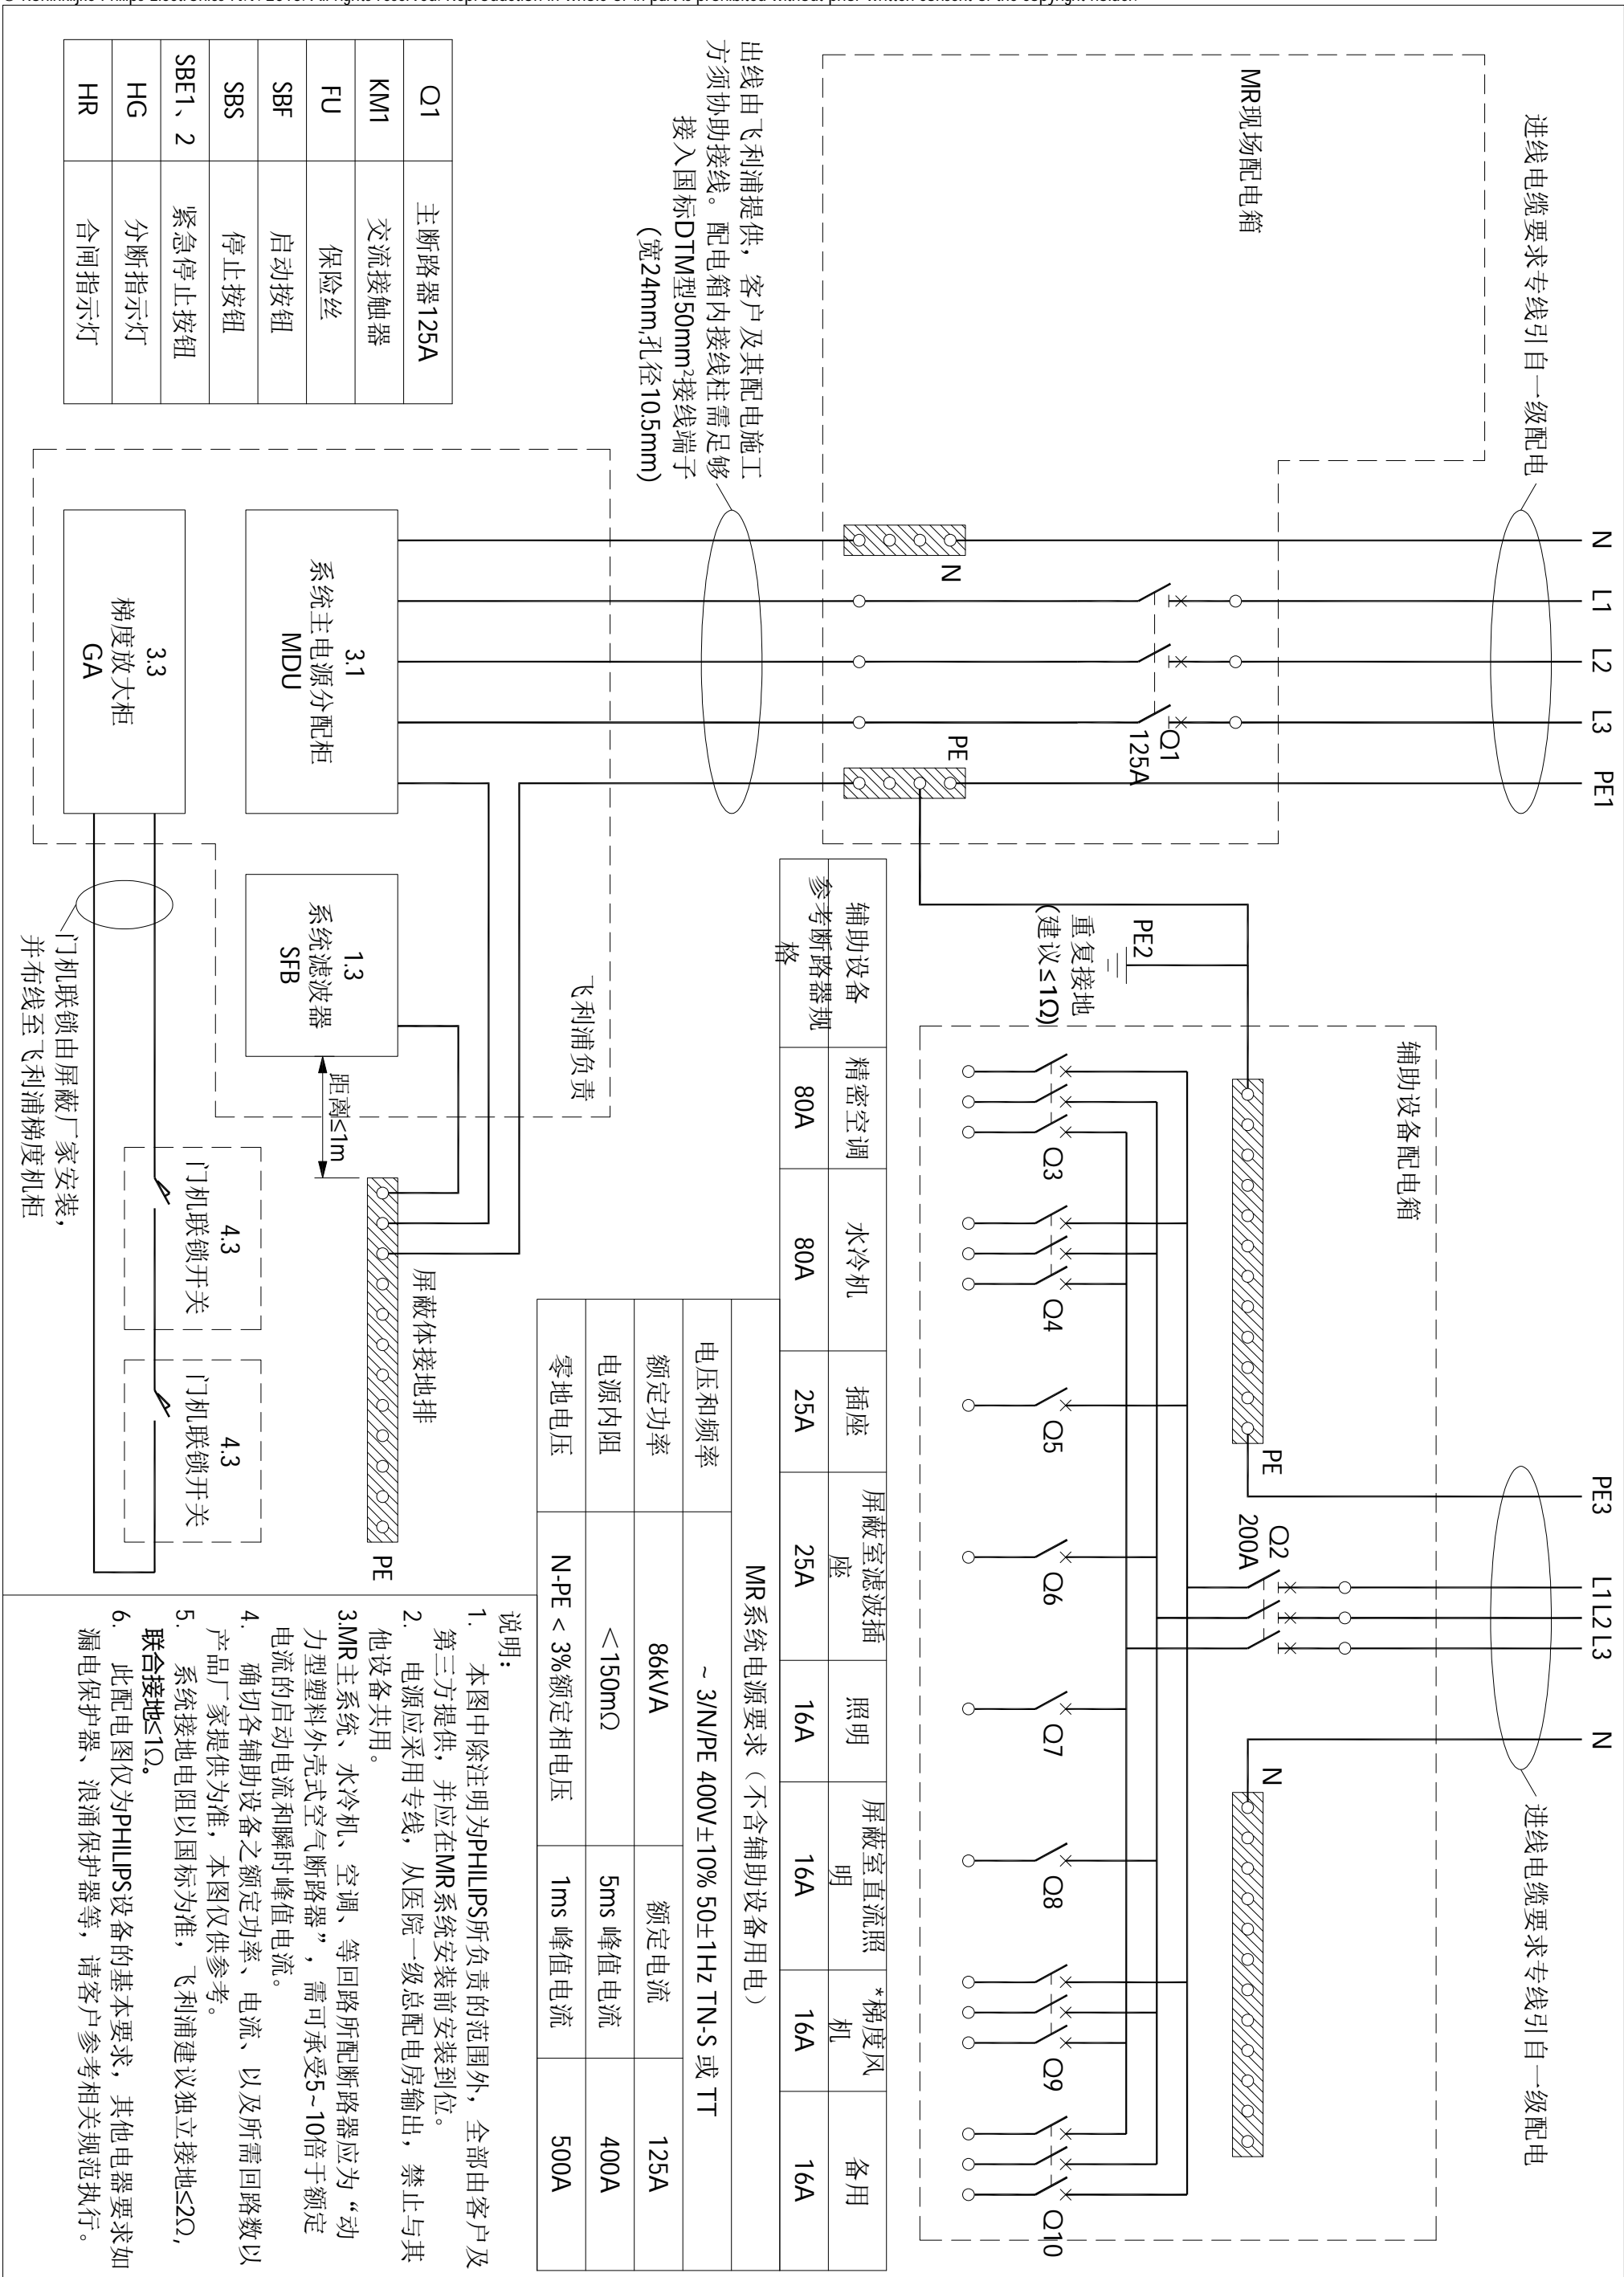 进线电缆要求专线引自一级配电
N
L1
L2
L3
PE1
MR现场配电箱
Q1
125A
N
PE
出线由飞利浦提供，客户及其配电施工
方须协助接线。配电箱内接线柱需足够
接入国标DTM型50mm²接线端子
(宽24mm,孔径10.5mm)
Q1 主断路器125A
KM1 交流接触器
FU 保险丝
SBF 启动按钮
SBS 停止按钮
SBE1、2 紧急停止按钮
HG 分断指示灯
HR 合闸指示灯
PE3
L1
L2
L3
N
进线电缆要求专线引自一级配电
辅助设备配电箱
PE
N
Q2
200A
PE2
重复接地
(建议≤1Ω)
Q3
Q4
Q5
Q6
Q7
Q8
Q9
Q10
辅助设备 精密空调 水冷机 插座 屏蔽室滤波插
座 照明 屏蔽室直流照
明 *梯度风
机 备用
参考断路器规
格 80A 80A 25A 25A 16A 16A 16A 16A
MR系统电源要求（不含辅助设备用电）
电压和频率 ~ 3/N/PE 400V±10% 50±1Hz TN-S 或 TT
额定功率 86kVA 额定电流 125A
电源内阻 ＜150mΩ 5ms 峰值电流 400A
零地电压 N-PE < 3%额定相电压 1ms 峰值电流 500A
飞利浦负责
3.1
系统主电源分配柜
MDU
3.3
梯度放大柜
GA
1.3
系统滤波器
SFB
距离≤1m
屏蔽体接地排
PE
4.3
门机联锁开关
4.3
门机联锁开关
门机联锁由屏蔽厂家安装，
并布线至飞利浦梯度机柜
说明：
1. 本图中除注明为PHILIPS所负责的范围外，全部由客户及
第三方提供，并应在MR系统安装前安装到位。
2. 电源应采用专线，从医院一级总配电房输出，禁止与其
他设备共用。
3.MR主系统、水冷机、空调、等回路所配断路器应为“动
力型塑料外壳式空气断路器”，需可承受5~10倍于额定
电流的启动电流和瞬时峰值电流。
4. 确切各辅助设备之额定功率、电流、以及所需回路数以
产品厂家提供为准，本图仅供参考。
5. 系统接地电阻以国标为准，飞利浦建议独立接地≤2Ω,
联合接地≤1Ω。
6. 此配电图仅为PHILIPS设备的基本要求，其他电器要求如
漏电保护器、浪涌保护器等，请客户参考相关规范执行。